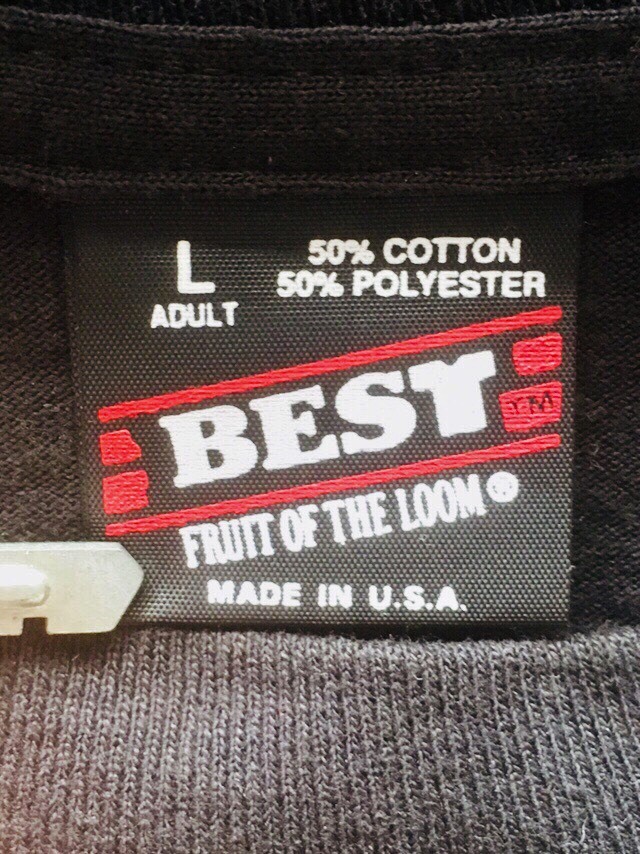 L
ADULT
50% COTTON
50% POLYESTER
BEST
TM
FRUIT OF THE LOOM®
MADE IN U.S.A.